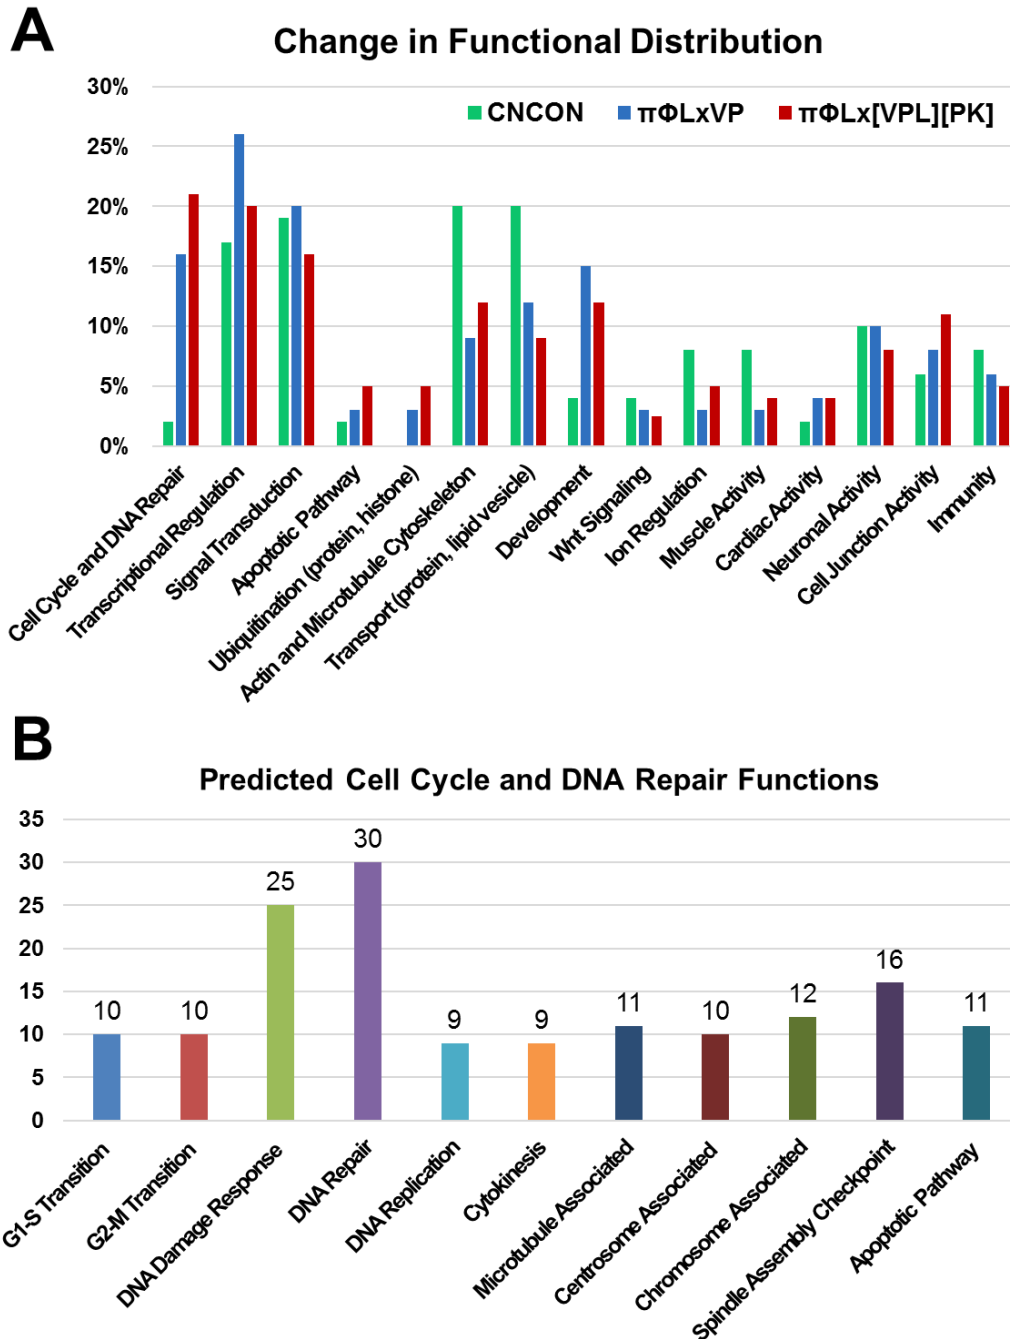 A
Change in Functional Distribution
30%
CNCON πΦLxVP πΦLx[VPL][PK]
25%
20%
15%
10%
5%
0%
Cell Cycle and DNA Repair
Transcriptional Regulation
Signal Transduction
Apoptotic Pathway
Ubiquitination (protein, histone)
Actin and Microtubule Cytoskeleton
Transport (protein, lipid vesicle)
Development
Wnt Signaling
Ion Regulation
Muscle Activity
Cardiac Activity
Neuronal Activity
Cell Junction Activity
Immunity
B
Predicted Cell Cycle and DNA Repair Functions
35
30
25
20
15
10
5
0
10
10
25
30
9
9
11
10
12
16
11
G1-S Transition
G2-M Transition
DNA Damage Response
DNA Repair
DNA Replication
Cytokinesis
Microtubule Associated
Centrosome Associated
Chromosome Associated
Spindle Assembly Checkpoint
Apoptotic Pathway